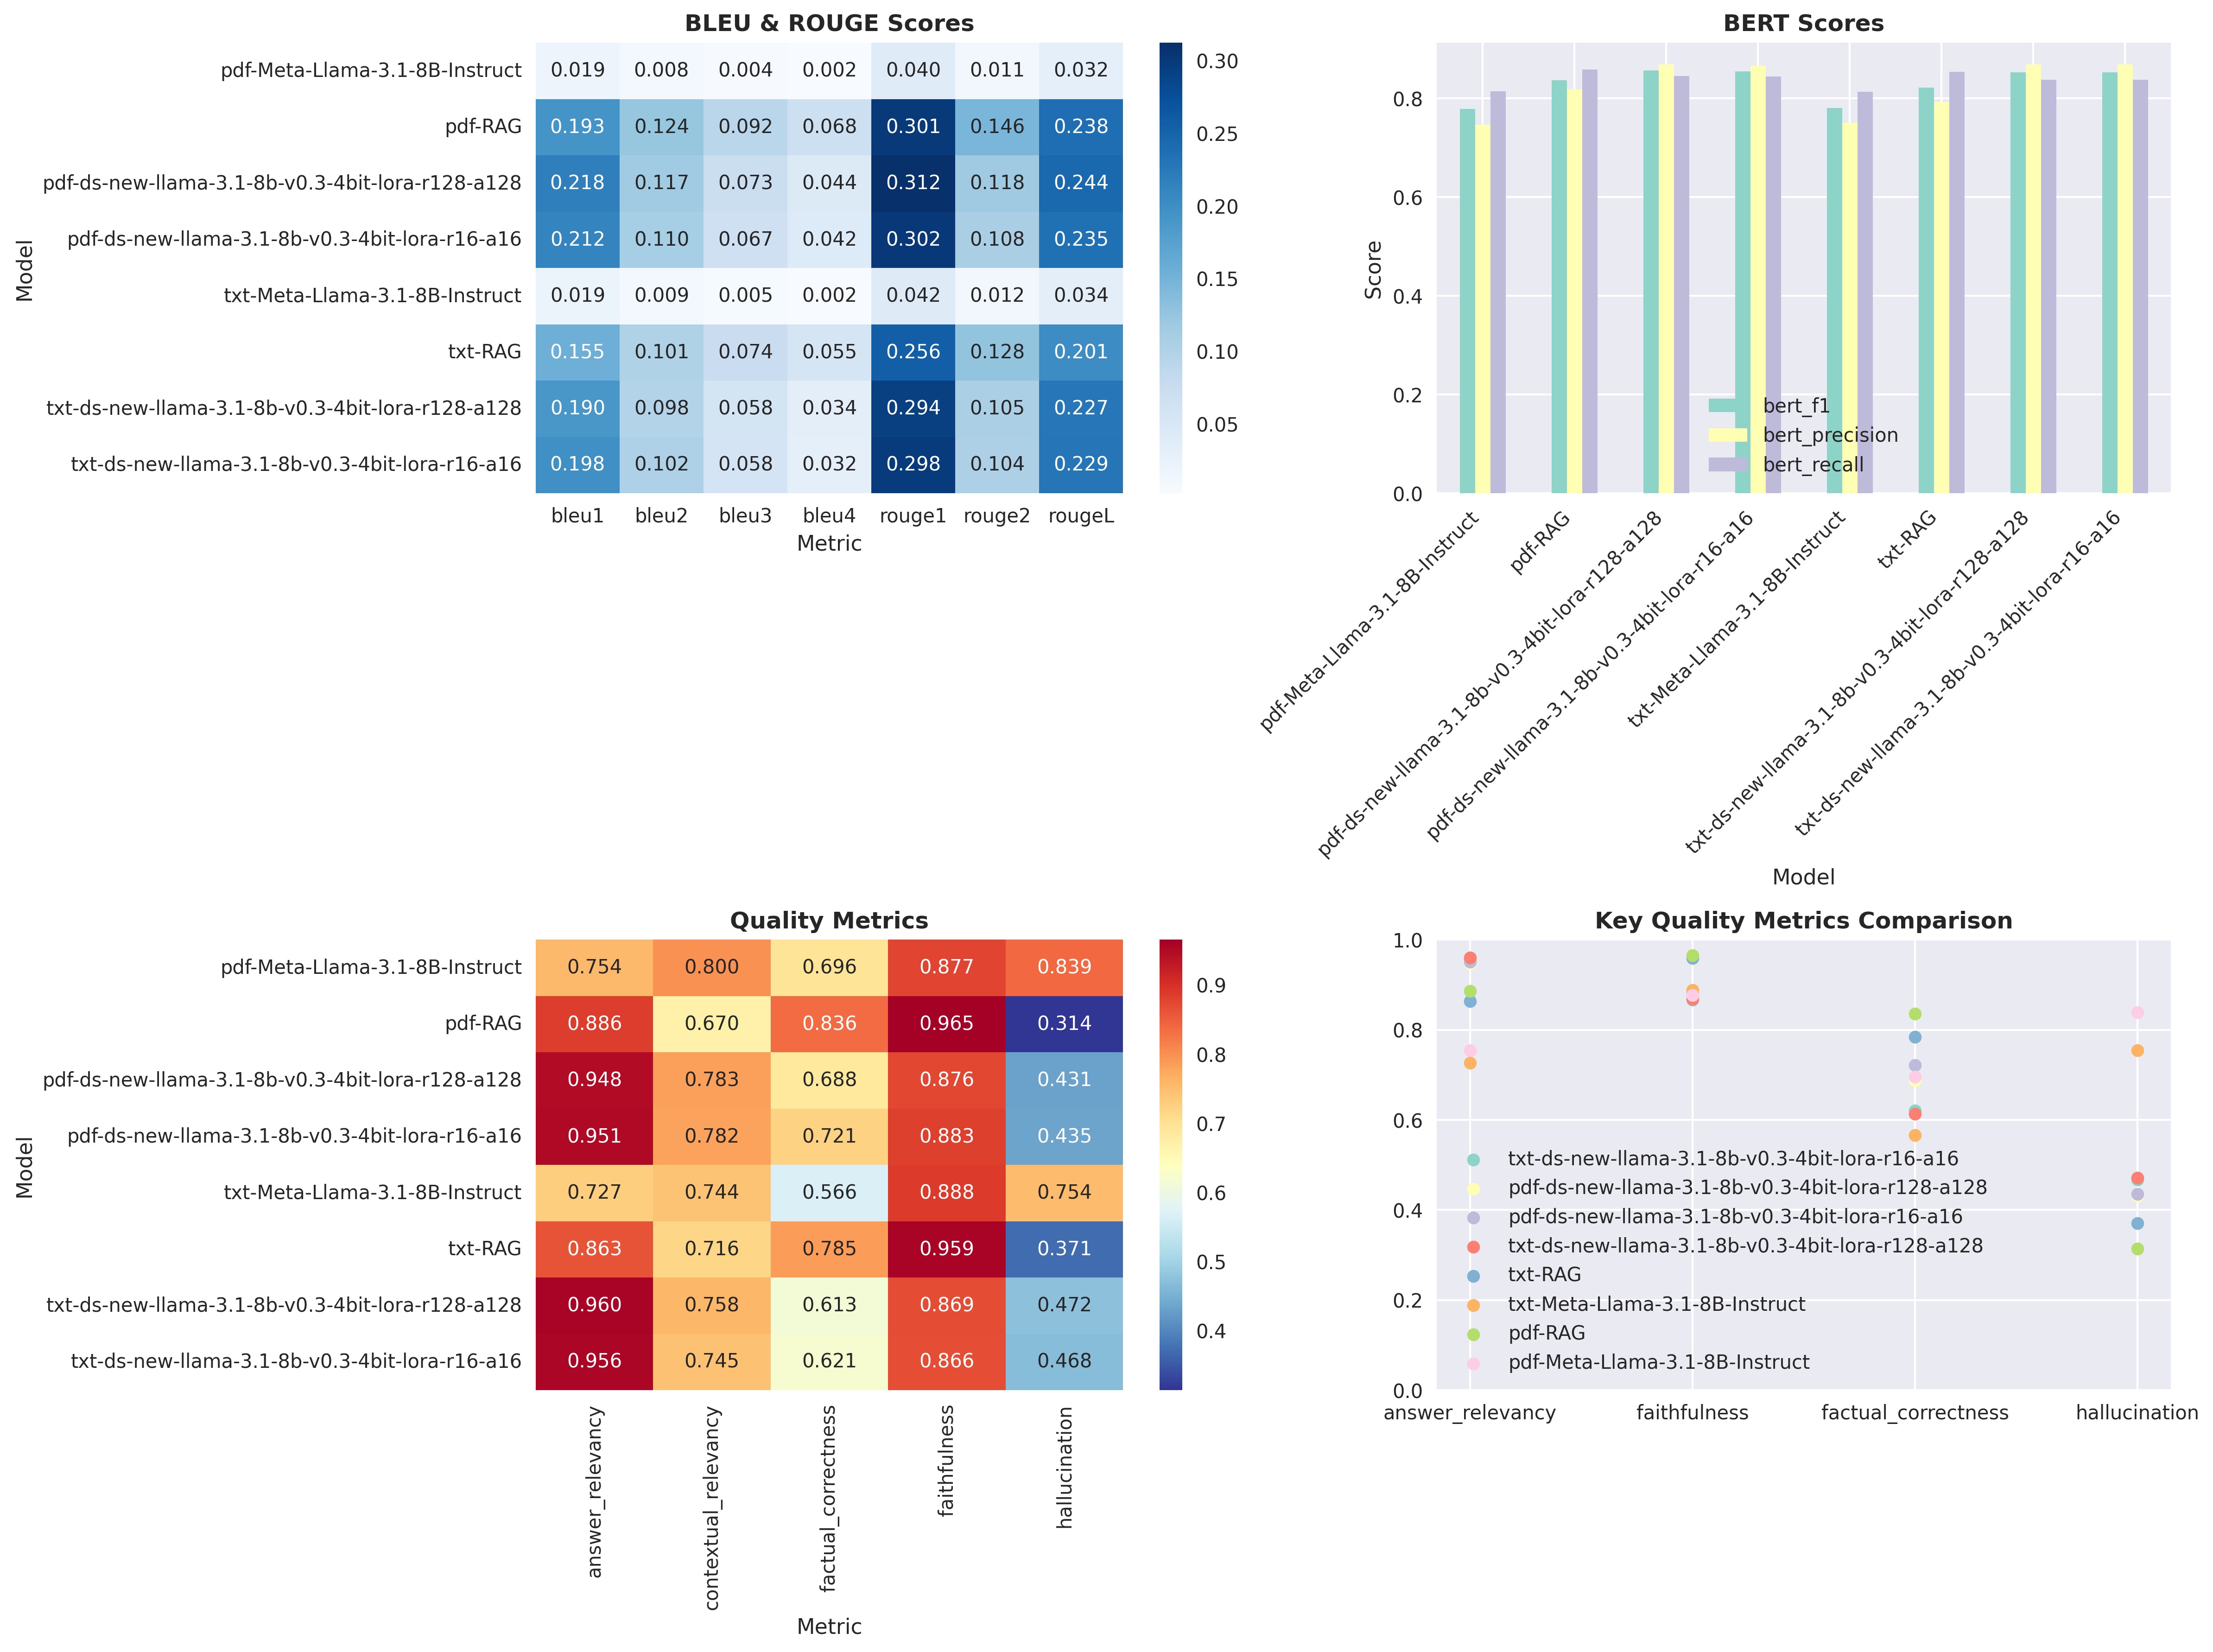 BLEU & ROUGE Scores
pdf-Meta-Llama-3.1-8B-Instruct 0.019 0.008 0.004 0.002 0.040 0.011 0.032
pdf-RAG 0.193 0.124 0.092 0.068 0.301 0.146 0.238
pdf-ds-new-llama-3.1-8b-v0.3-4bit-lora-r128-a128 0.218 0.117 0.073 0.044 0.312 0.118 0.244
pdf-ds-new-llama-3.1-8b-v0.3-4bit-lora-r16-a16 0.212 0.110 0.067 0.042 0.302 0.108 0.235
txt-Meta-Llama-3.1-8B-Instruct 0.019 0.009 0.005 0.002 0.042 0.012 0.034
txt-RAG 0.155 0.101 0.074 0.055 0.256 0.128 0.201
txt-ds-new-llama-3.1-8b-v0.3-4bit-lora-r128-a128 0.190 0.098 0.058 0.034 0.294 0.105 0.227
txt-ds-new-llama-3.1-8b-v0.3-4bit-lora-r16-a16 0.198 0.102 0.058 0.032 0.298 0.104 0.229
Model
bleu1 bleu2 bleu3 bleu4 rouge1 rouge2 rougeL
Metric
0.30
0.25
0.20
0.15
0.10
0.05
BERT Scores
0.8
0.6
0.4
0.2
0.0
Score
bert_f1
bert_precision
bert_recall
pdf-Meta-Llama-3.1-8B-Instruct
pdf-RAG
pdf-ds-new-llama-3.1-8b-v0.3-4bit-lora-r128-a128
pdf-ds-new-llama-3.1-8b-v0.3-4bit-lora-r16-a16
txt-Meta-Llama-3.1-8B-Instruct
txt-RAG
txt-ds-new-llama-3.1-8b-v0.3-4bit-lora-r128-a128
txt-ds-new-llama-3.1-8b-v0.3-4bit-lora-r16-a16
Model
Quality Metrics
pdf-Meta-Llama-3.1-8B-Instruct 0.754 0.800 0.696 0.877 0.839
pdf-RAG 0.886 0.670 0.836 0.965 0.314
pdf-ds-new-llama-3.1-8b-v0.3-4bit-lora-r128-a128 0.948 0.783 0.688 0.876 0.431
pdf-ds-new-llama-3.1-8b-v0.3-4bit-lora-r16-a16 0.951 0.782 0.721 0.883 0.435
txt-Meta-Llama-3.1-8B-Instruct 0.727 0.744 0.566 0.888 0.754
txt-RAG 0.863 0.716 0.785 0.959 0.371
txt-ds-new-llama-3.1-8b-v0.3-4bit-lora-r128-a128 0.960 0.758 0.613 0.869 0.472
txt-ds-new-llama-3.1-8b-v0.3-4bit-lora-r16-a16 0.956 0.745 0.621 0.866 0.468
Model
answer_relevancy
contextual_relevancy
factual_correctness
faithfulness
hallucination
Metric
0.9
0.8
0.7
0.6
0.5
0.4
Key Quality Metrics Comparison
1.0
0.8
0.6
0.4
0.2
0.0
txt-ds-new-llama-3.1-8b-v0.3-4bit-lora-r16-a16
pdf-ds-new-llama-3.1-8b-v0.3-4bit-lora-r128-a128
pdf-ds-new-llama-3.1-8b-v0.3-4bit-lora-r16-a16
txt-ds-new-llama-3.1-8b-v0.3-4bit-lora-r128-a128
txt-RAG
txt-Meta-Llama-3.1-8B-Instruct
pdf-RAG
pdf-Meta-Llama-3.1-8B-Instruct
answer_relevancy faithfulness factual_correctness hallucination